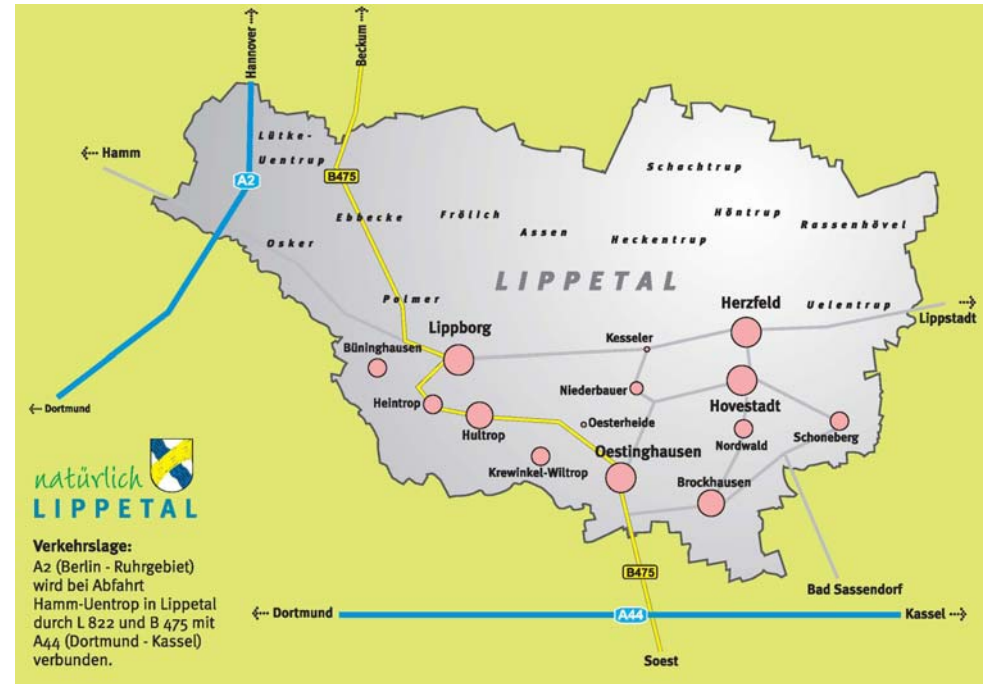 Hannover
Beckum
Hamm
Lütke-
Uentrup
A2
B475
Schachtrup
Ebbecke
Frölich
Höntrup
Assen
Rassenhövel
Osker
Heckentrup
LIPPETAL
Polmer
Herzfeld
Uelentrup
Lippstadt
Lippborg
Kesseler
Büninghausen
Niederbauer
Heintrop
Hovestadt
Dortmund
Hultrop
Oesterheide
Nordwald
Schoneberg
Oestinghausen
Krewinkel-Wiltrop
Brockhausen
natürlich
LIPPETAL
Verkehrslage:
A2 (Berlin - Ruhrgebiet)
wird bei Abfahrt
Hamm-Uentrop in Lippetal
durch L 822 und B 475 mit
A44 (Dortmund - Kassel)
verbunden.
B475
Bad Sassendorf
Dortmund
A44
Kassel
Soest